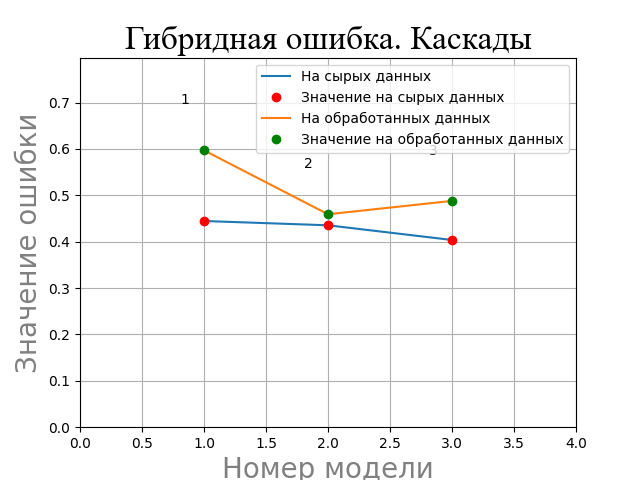 Гибридная ошибка. Каскады
На сырых данных
Значение на сырых данных
На обработанных данных
Значение на обработанных данных
1
2
3
Значение ошибки
0.7
0.6
0.5
0.4
0.3
0.2
0.1
0.0
0.0 0.5 1.0 1.5 2.0 2.5 3.0 3.5 4.0
Номер модели